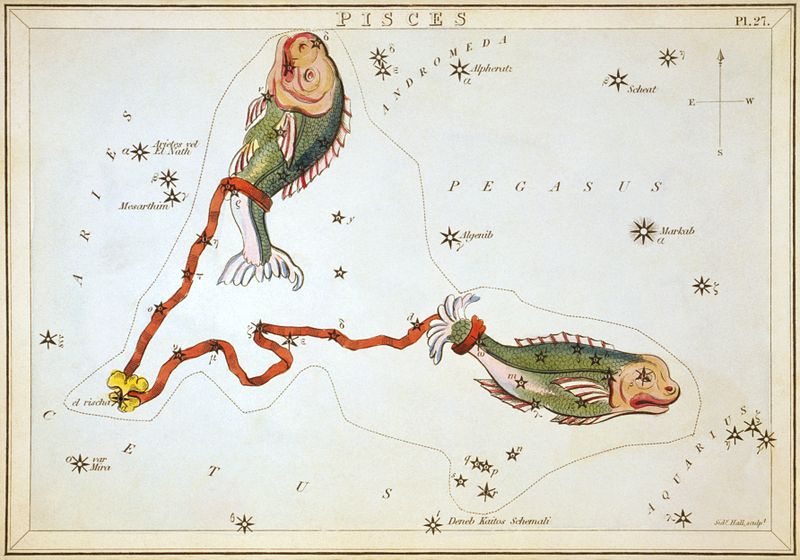 PISCES
Pl. 27.
ANDROMEDA
δ
Alpheratz
α
Scheat
E
W
S
ARIES
Arietes vel
El Nath
Mesarthim
γ
PEGASUS
Algenib
γ
Markab
α
ζ
y
η
ο
ν
μ
ζ
ε
δ
d
ω
m
el rischa
CETUS
ο
var
Mira
AQUARIUS
n
q
s
Deneb Kaitos Schemali
Sidy. Hall, sculpt.